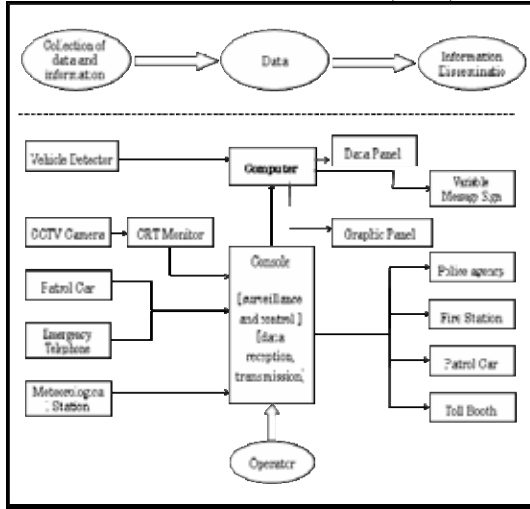 Collection of
data and
information
Data
Information
Disseminatio
Vehicle Detector
Computer
Data Panel
Variable
Message Sign
CCTV Camera
CRT Monitor
Graphic Panel
Console
[surveillance
and control ]
[data
reception,
transmission]
Patrol Car
Emergency
Telephone
Meteorologica
l Station
Police agency
Fire Station
Patrol Car
Toll Booth
Operator